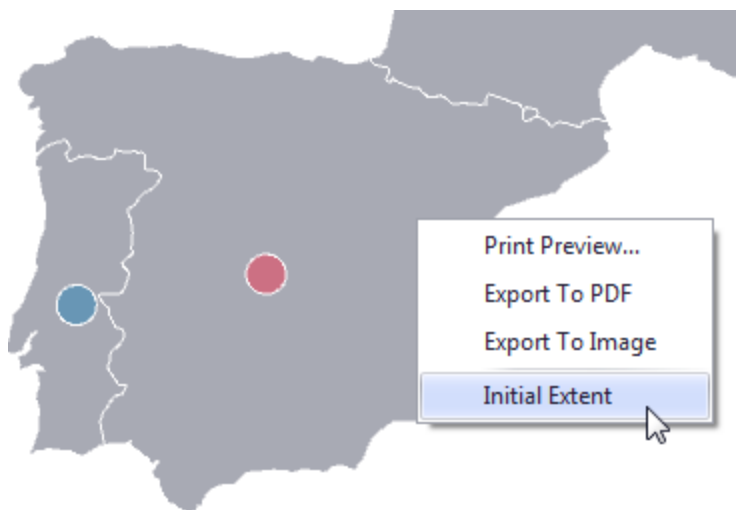 Print Preview...
Export To PDF
Export To Image
Initial Extent